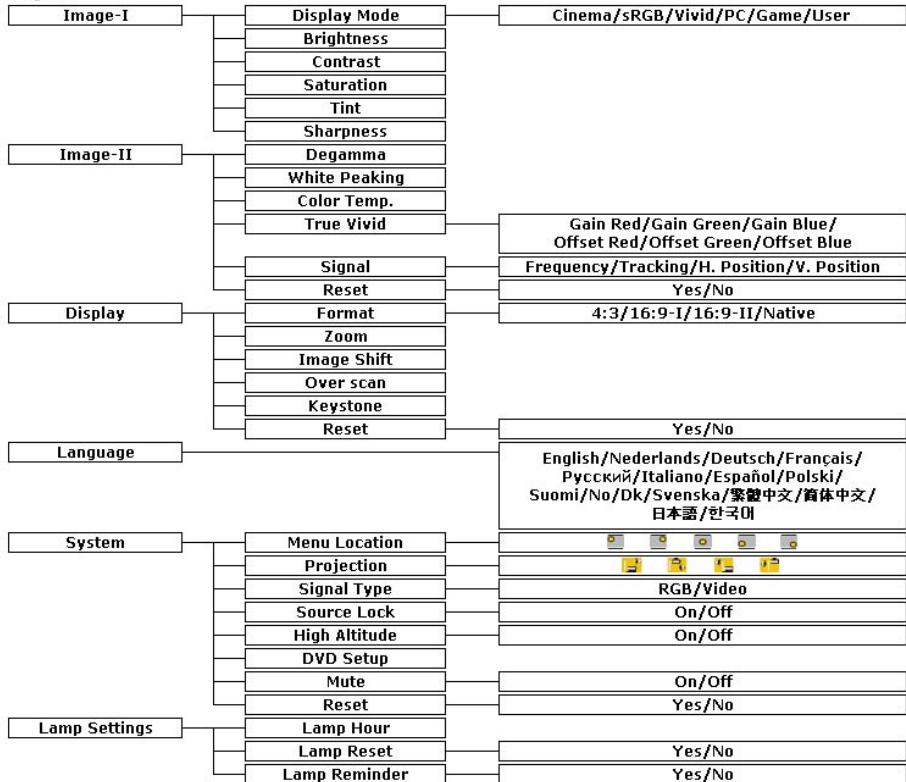 Image-I
Display Mode
Cinema/sRGB/Vivid/PC/Game/User
Brightness
Contrast
Saturation
Tint
Sharpness
Image-II
Degamma
White Peaking
Color Temp.
True Vivid
Gain Red/Gain Green/Gain Blue/
Offset Red/Offset Green/Offset Blue
Signal
Frequency/Tracking/H. Position/V. Position
Reset
Yes/No
Display
Format
4:3/16:9-I/16:9-II/Native
Zoom
Image Shift
Over scan
Keystone
Reset
Yes/No
Language
English/Nederlands/Deutsch/Français/
Русский/Italiano/Español/Polski/
Suomi/No/Dk/Svenska/繁體中文/简体中文/
日本語/한국어
System
Menu Location
Projection
Signal Type
RGB/Video
Source Lock
On/Off
High Altitude
On/Off
DVD Setup
Mute
On/Off
Reset
Yes/No
Lamp Settings
Lamp Hour
Lamp Reset
Yes/No
Lamp Reminder
Yes/No